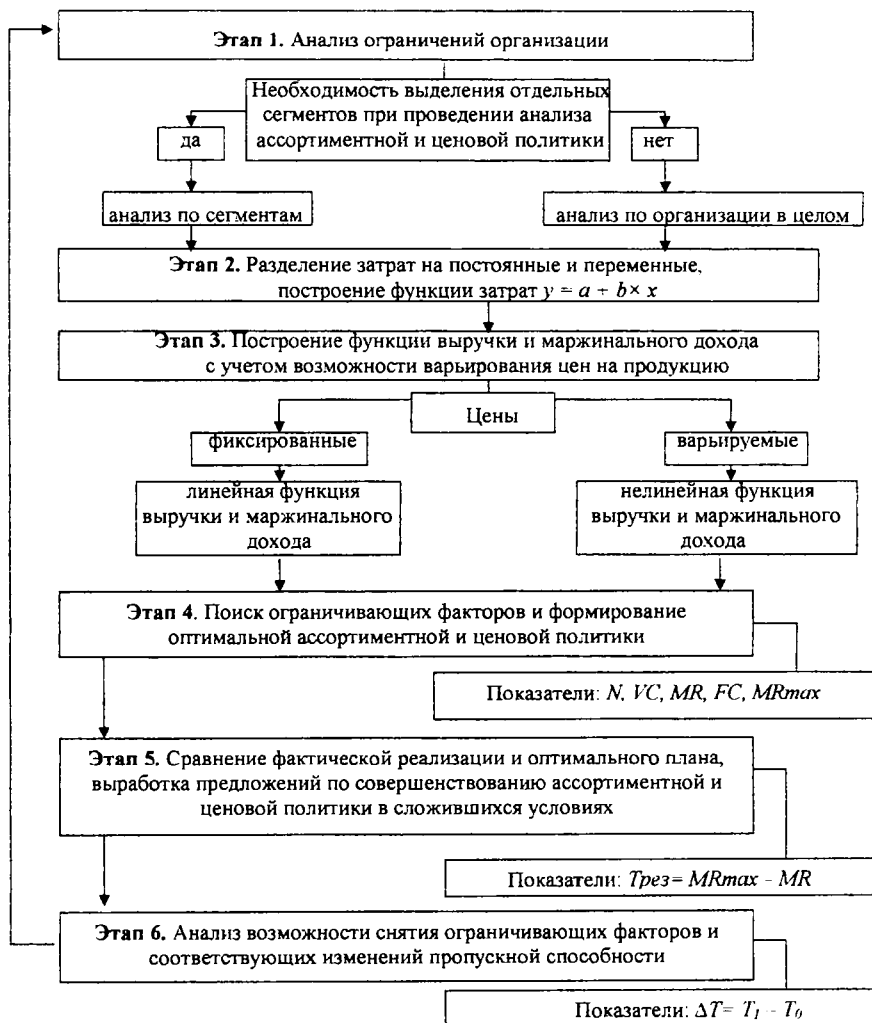 Этап 1. Анализ ограничений организации
Необходимость выделения отдельных
сегментов при проведении анализа
ассортиментной и ценовой политики
да
нет
анализ по сегментам
анализ по организации в целом
Этап 2. Разделение затрат на постоянные и переменные,
построение функции затрат y = a + b× x
Этап 3. Построение функции выручки и маржинального дохода
с учетом возможности варьирования цен на продукцию
Цены
фиксированные
варьируемые
линейная функция
выручки и маржинального
дохода
нелинейная функция
выручки и маржинального
дохода
Этап 4. Поиск ограничивающих факторов и формирование
оптимальной ассортиментной и ценовой политики
Показатели: N, VC, MR, FC, MRmax
Этап 5. Сравнение фактической реализации и оптимального плана,
выработка предложений по совершенствованию ассортиментной и
ценовой политики в сложившихся условиях
Показатели: Tрез= MRmax - MR
Этап 6. Анализ возможности снятия ограничивающих факторов и
соответствующих изменений пропускной способности
Показатели: ΔT= T₁ - T₀